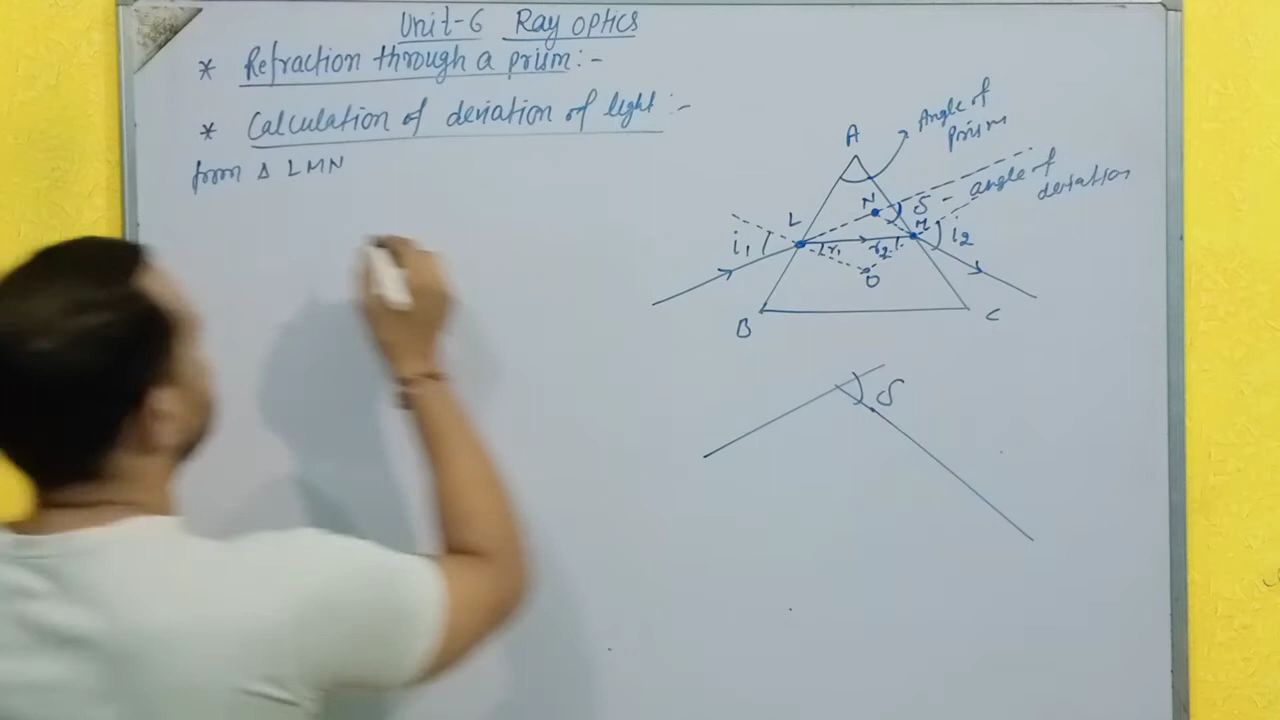 Unit-6 Ray optics
* Refraction through a prism:-
* Calculation of deviation of light:-
from Δ LMN
Angle of
prism
A
δ - angle of
deviation
N
L
M
i1
r1
r2
i2
O
B
C
δ